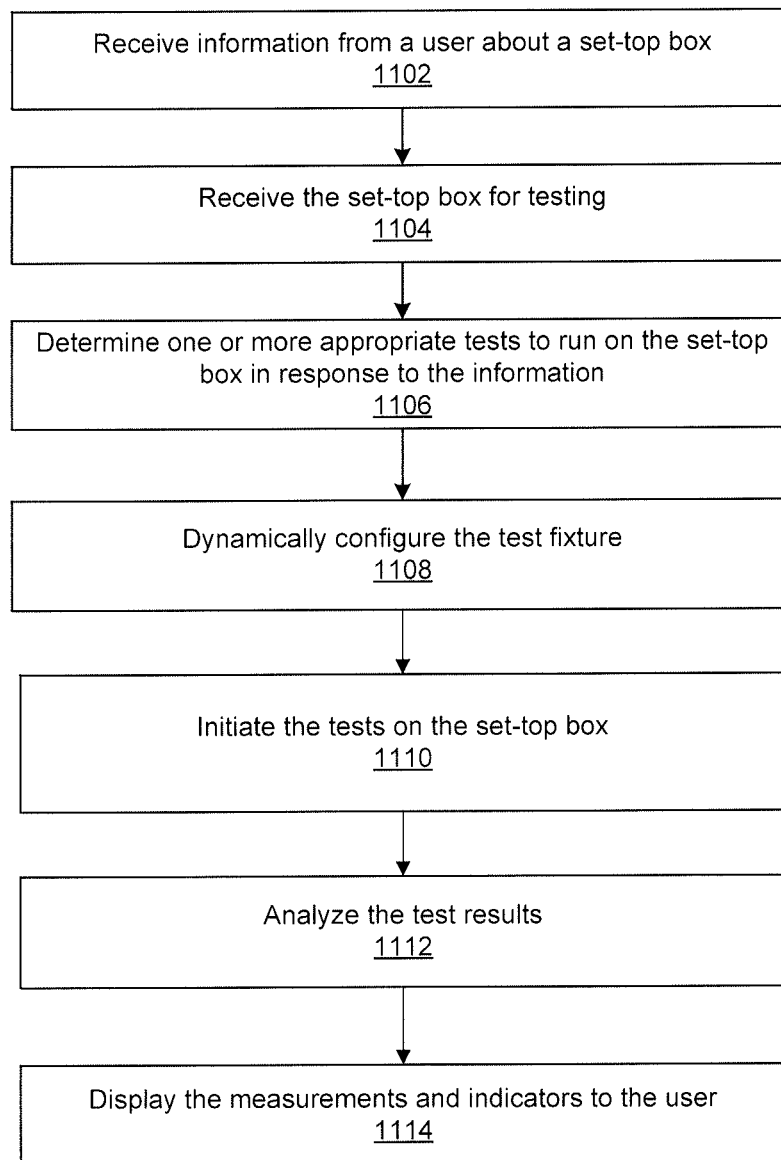 Receive information from a user about a set-top box
1102
Receive the set-top box for testing
1104
Determine one or more appropriate tests to run on the set-top
box in response to the information
1106
Dynamically configure the test fixture
1108
Initiate the tests on the set-top box
1110
Analyze the test results
1112
Display the measurements and indicators to the user
1114